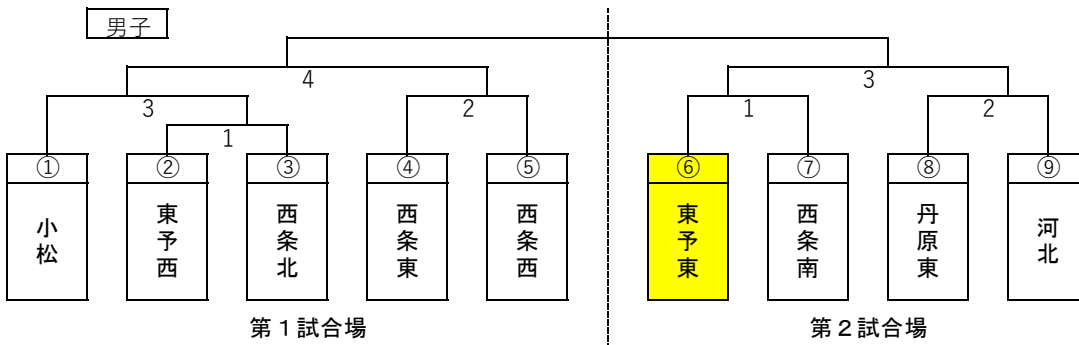 男子
4
3
3
2
1
2
1
①
②
③
④
⑤
⑥
⑦
⑧
⑨
小松
東予西
西条北
西条東
西条西
東予東
西条南
丹原東
河北
第１試合場
第２試合場